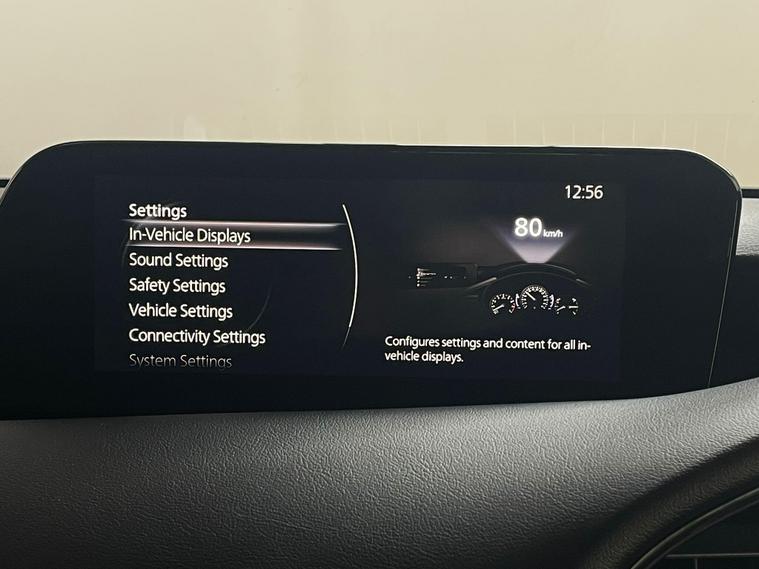 12:56
Settings
In-Vehicle Displays
Sound Settings
Safety Settings
Vehicle Settings
Connectivity Settings
System Settings
80 km/h
Configures settings and content for all in-
vehicle displays.